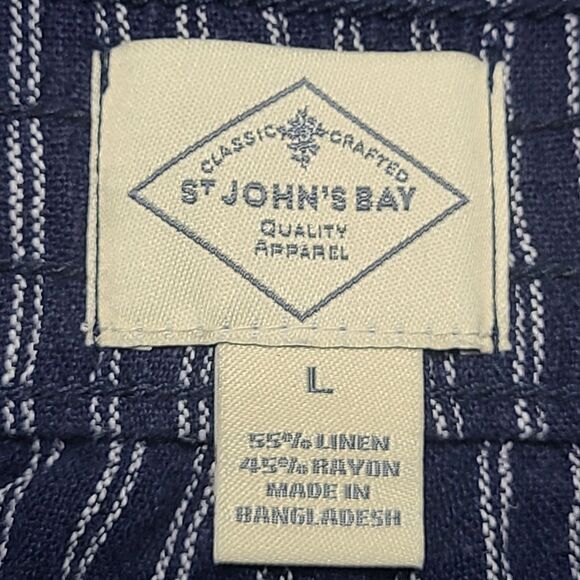 CLASSIC CRAFTED
ST JOHN'S BAY
QUALITY
APPAREL
L
55% LINEN
45% RAYON
MADE IN
BANGLADESH